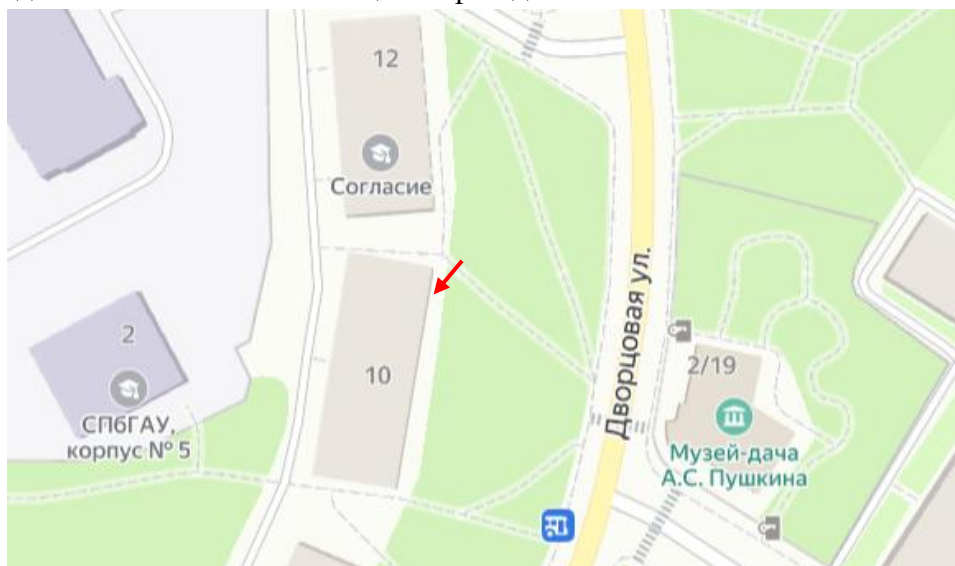 12
Согласие
Дворцовая ул.
2
10
2/19
СПбГАУ,
корпус № 5
Музей-дача
А.С. Пушкина